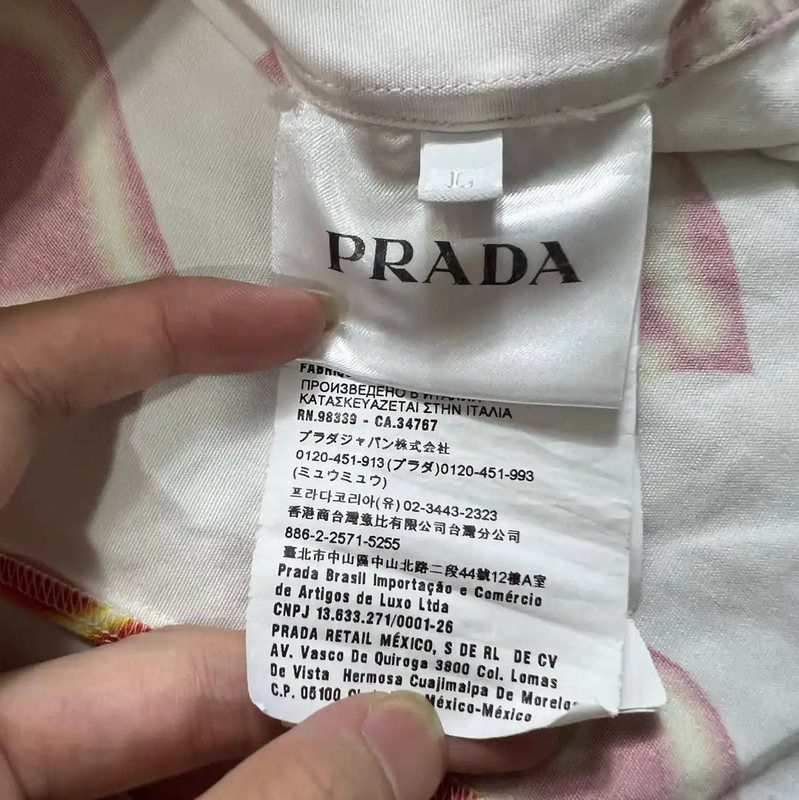 PRADA
ПРОИЗВЕДЕНО В ИТАЛИИ
ΚΑΤΑΣΚΕΥΑΖΕΤΑΙ ΣΤΗΝ ΙΤΑΛΙΑ
RN.98339 - CA.34767
プラダジャパン株式会社
0120-451-913(プラダ)0120-451-993
(ミュウミュウ)
프라다코리아(유) 02-3443-2323
香港商台灣意比有限公司台灣分公司
886-2-2571-5255
臺北市中山區中山北路二段44號12樓A室
Prada Brasil Importação e Comércio
de Artigos de Luxo Ltda
CNPJ 13.633.271/0001-26
PRADA RETAIL MÉXICO, S DE RL DE CV
AV. Vasco De Quiroga 3800 Col. Lomas
De Vista Hermosa Cuajimalpa De Morelos
C.P. 05100 México-México